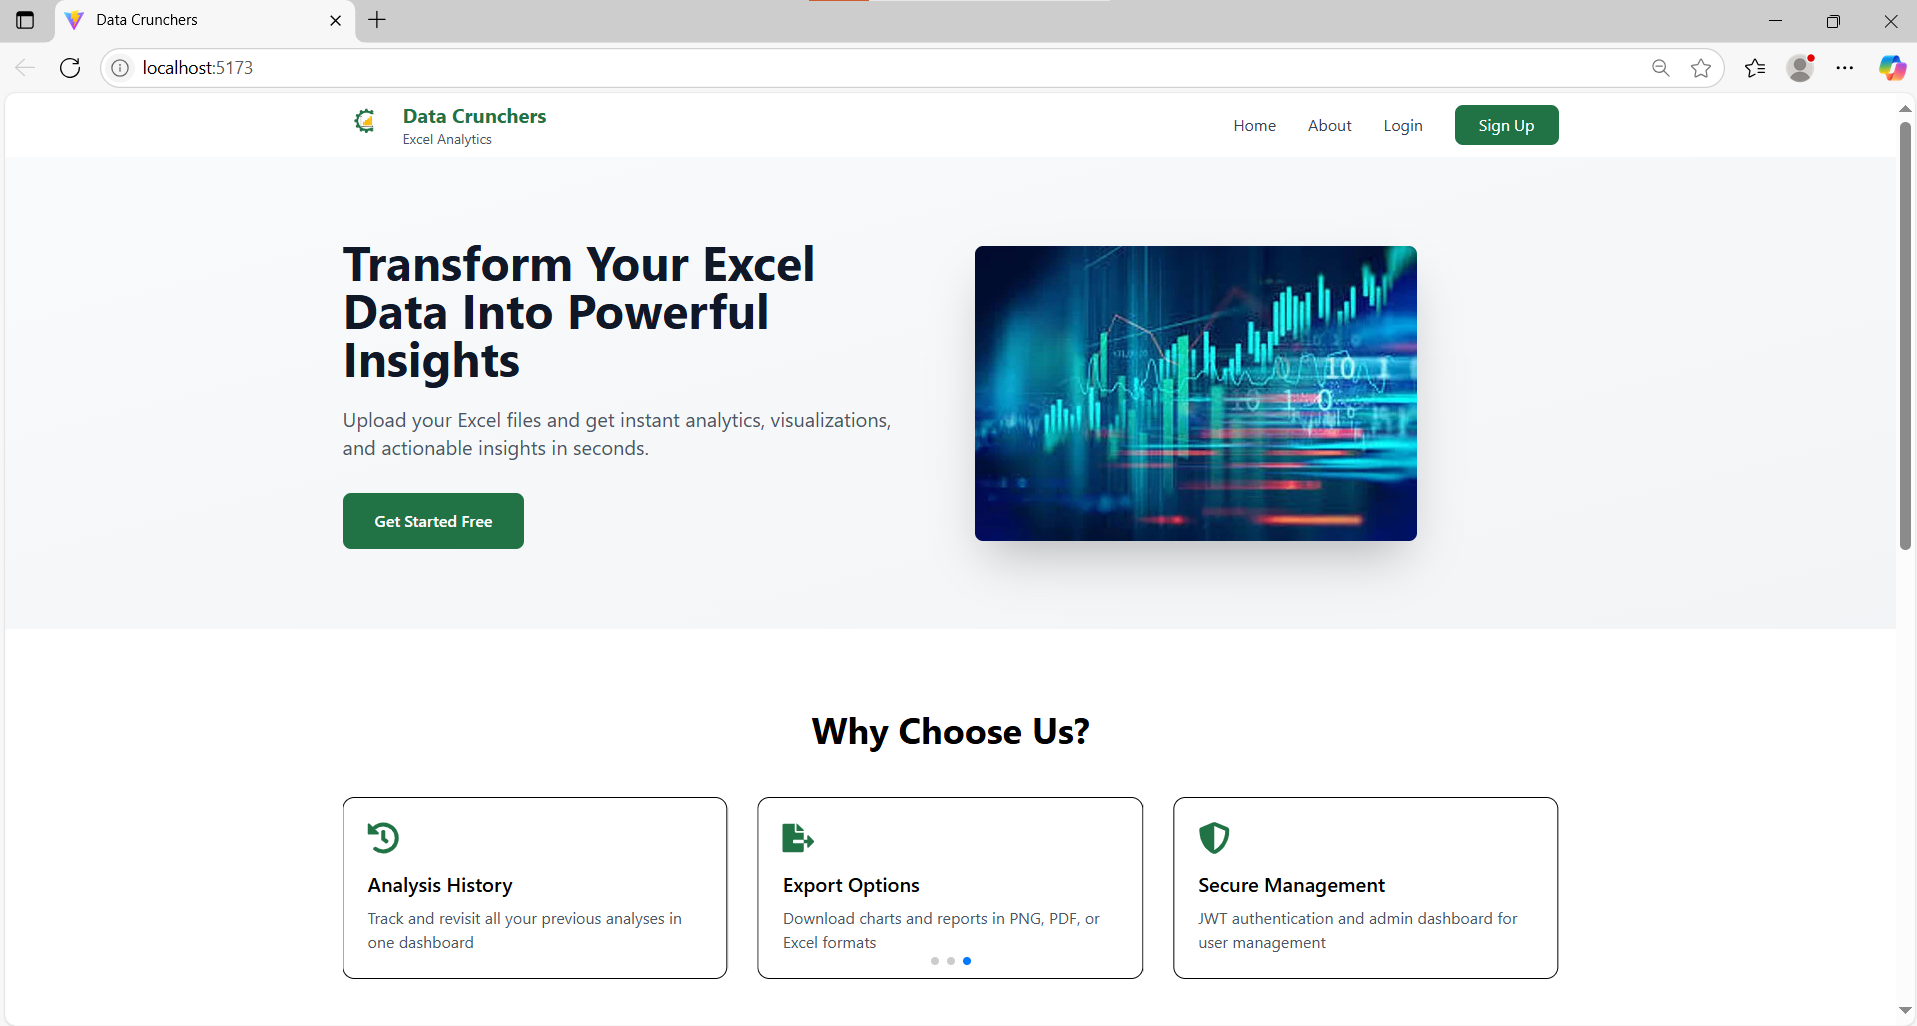 Data Crunchers
localhost:5173
Data Crunchers
Excel Analytics
Home
About
Login
Sign Up
Transform Your Excel
Data Into Powerful
Insights
Upload your Excel files and get instant analytics, visualizations,
and actionable insights in seconds.
Get Started Free
Why Choose Us?
Analysis History
Track and revisit all your previous analyses in
one dashboard
Export Options
Download charts and reports in PNG, PDF, or
Excel formats
Secure Management
JWT authentication and admin dashboard for
user management